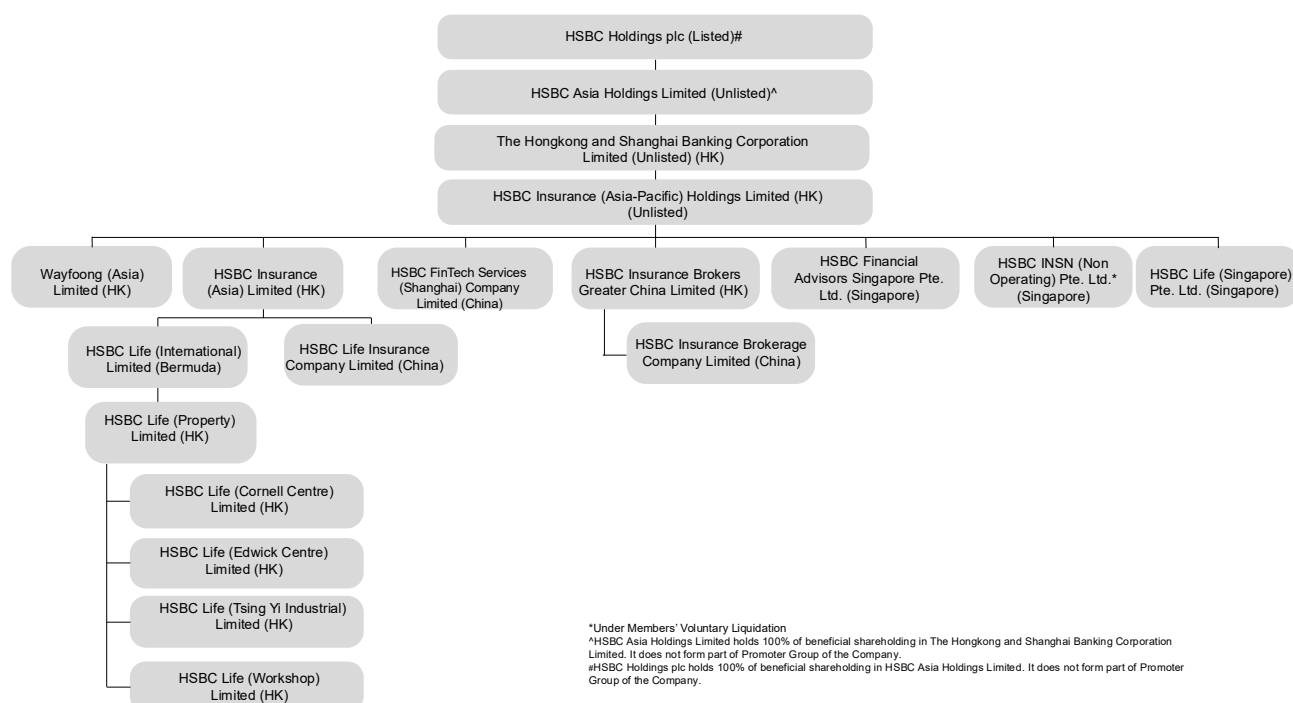 HSBC Holdings plc (Listed)#
HSBC Asia Holdings Limited (Unlisted)^
The Hongkong and Shanghai Banking Corporation
Limited (Unlisted) (HK)
HSBC Insurance (Asia-Pacific) Holdings Limited (HK)
(Unlisted)
Wayfoong (Asia)
Limited (HK)
HSBC Insurance
(Asia) Limited (HK)
HSBC FinTech Services
(Shanghai) Company
Limited (China)
HSBC Insurance Brokers
Greater China Limited (HK)
HSBC Financial
Advisors Singapore Pte.
Ltd. (Singapore)
HSBC INSN (Non
Operating) Pte. Ltd.*
(Singapore)
HSBC Life (Singapore)
Pte. Ltd. (Singapore)
HSBC Life (International)
Limited (Bermuda)
HSBC Life Insurance
Company Limited (China)
HSBC Insurance Brokerage
Company Limited (China)
HSBC Life (Property)
Limited (HK)
HSBC Life (Cornell Centre)
Limited (HK)
HSBC Life (Edwick Centre)
Limited (HK)
HSBC Life (Tsing Yi Industrial)
Limited (HK)
HSBC Life (Workshop)
Limited (HK)
*Under Members' Voluntary Liquidation
^HSBC Asia Holdings Limited holds 100% of beneficial shareholding in The Hongkong and Shanghai Banking Corporation
Limited. It does not form part of Promoter Group of the Company.
#HSBC Holdings plc holds 100% of beneficial shareholding in HSBC Asia Holdings Limited. It does not form part of Promoter
Group of the Company.